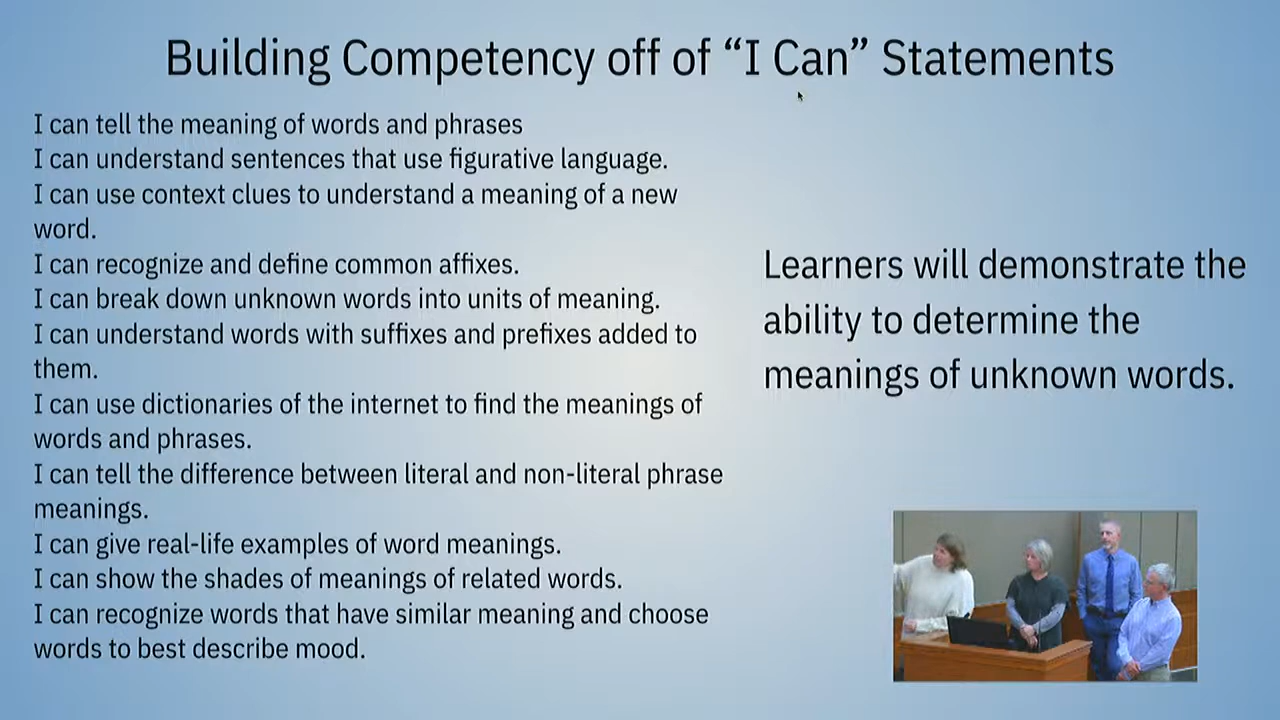 Building Competency off of “I Can” Statements
I can tell the meaning of words and phrases
I can understand sentences that use figurative language.
I can use context clues to understand a meaning of a new
word.
I can recognize and define common affixes.
I can break down unknown words into units of meaning.
I can understand words with suffixes and prefixes added to
them.
I can use dictionaries of the internet to find the meanings of
words and phrases.
I can tell the difference between literal and non-literal phrase
meanings.
I can give real-life examples of word meanings.
I can show the shades of meanings of related words.
I can recognize words that have similar meaning and choose
words to best describe mood.
Learners will demonstrate the
ability to determine the
meanings of unknown words.